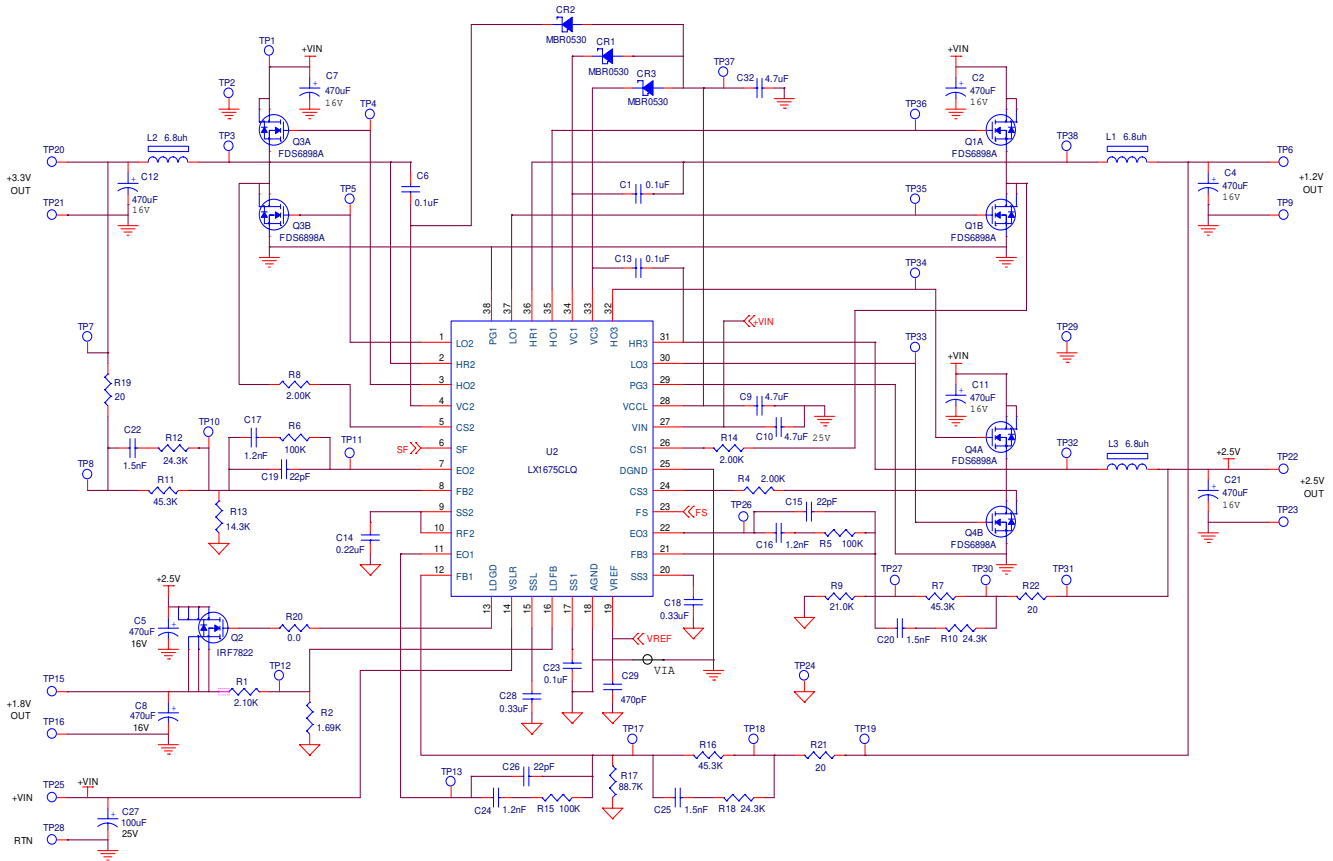 CR2
MBR0530
CR1
MBR0530
CR3
MBR0530
TP37
C32
4.7uF
TP1
+VIN
C7
470uF
16V
TP2
TP4
Q3A
FDS6898A
TP3
L2 6.8uh
TP20
+3.3V
OUT
TP21
C12
470uF
16V
TP5
C6
0.1uF
Q3B
FDS6898A
+VIN
C2
470uF
16V
TP36
Q1A
FDS6898A
TP38
L1 6.8uh
TP6
+1.2V
OUT
TP9
C4
470uF
16V
C1 0.1uF
TP35
Q1B
FDS6898A
C13 0.1uF
TP34
38
37
36
35
34
33
32
PG1
LO1
HR1
HO1
VC1
VC3
HO3
+VIN
TP29
TP33
TP7
R19
20
R8
2.00K
1 LO2
2 HR2
3 HO2
4 VC2
5 CS2
6 SF
7 EO2
8 FB2
9 SS2
10 RF2
11 EO1
12 FB1
SF
U2
LX1675CLQ
HR3 31
LO3 30
PG3 29
VCCL 28
VIN 27
CS1 26
DGND 25
CS3 24
FS 23
EO3 22
FB3 21
SS3 20
FS
LDGD
VSLR
SSL
LDFB
SS1
AGND
VREF
13
14
15
16
17
18
19
C9
4.7uF
C10 4.7uF 25V
R14
2.00K
R4 2.00K
+VIN
C11
470uF
16V
Q4A
FDS6898A
TP32
L3 6.8uh
+2.5V
TP22
+2.5V
OUT
TP23
C21
470uF
16V
Q4B
FDS6898A
TP10
C17
1.2nF
R6
100K
TP11
C19 22pF
C22
1.5nF
R12
24.3K
TP8
R11
45.3K
R13
14.3K
C14
0.22uF
TP26
C15 22pF
C16 1.2nF
R5 100K
C18
0.33uF
TP27
TP30
TP31
R9
21.0K
R7
45.3K
R22
20
C20 1.5nF
R10 24.3K
VREF
VIA
TP24
+2.5V
C5
470uF
16V
Q2
IRF7822
R20
0.0
TP12
TP15
+1.8V
OUT
TP16
C8
470uF
16V
R1
2.10K
R2
1.69K
C28
0.33uF
C23
0.1uF
C29
470pF
TP17
TP18
TP19
R16
45.3K
R21
20
TP13
C26 22pF
C24 1.2nF
R15 100K
R17
88.7K
C25 1.5nF
R18 24.3K
TP25
+VIN
+VIN
C27
100uF
25V
TP28
RTN